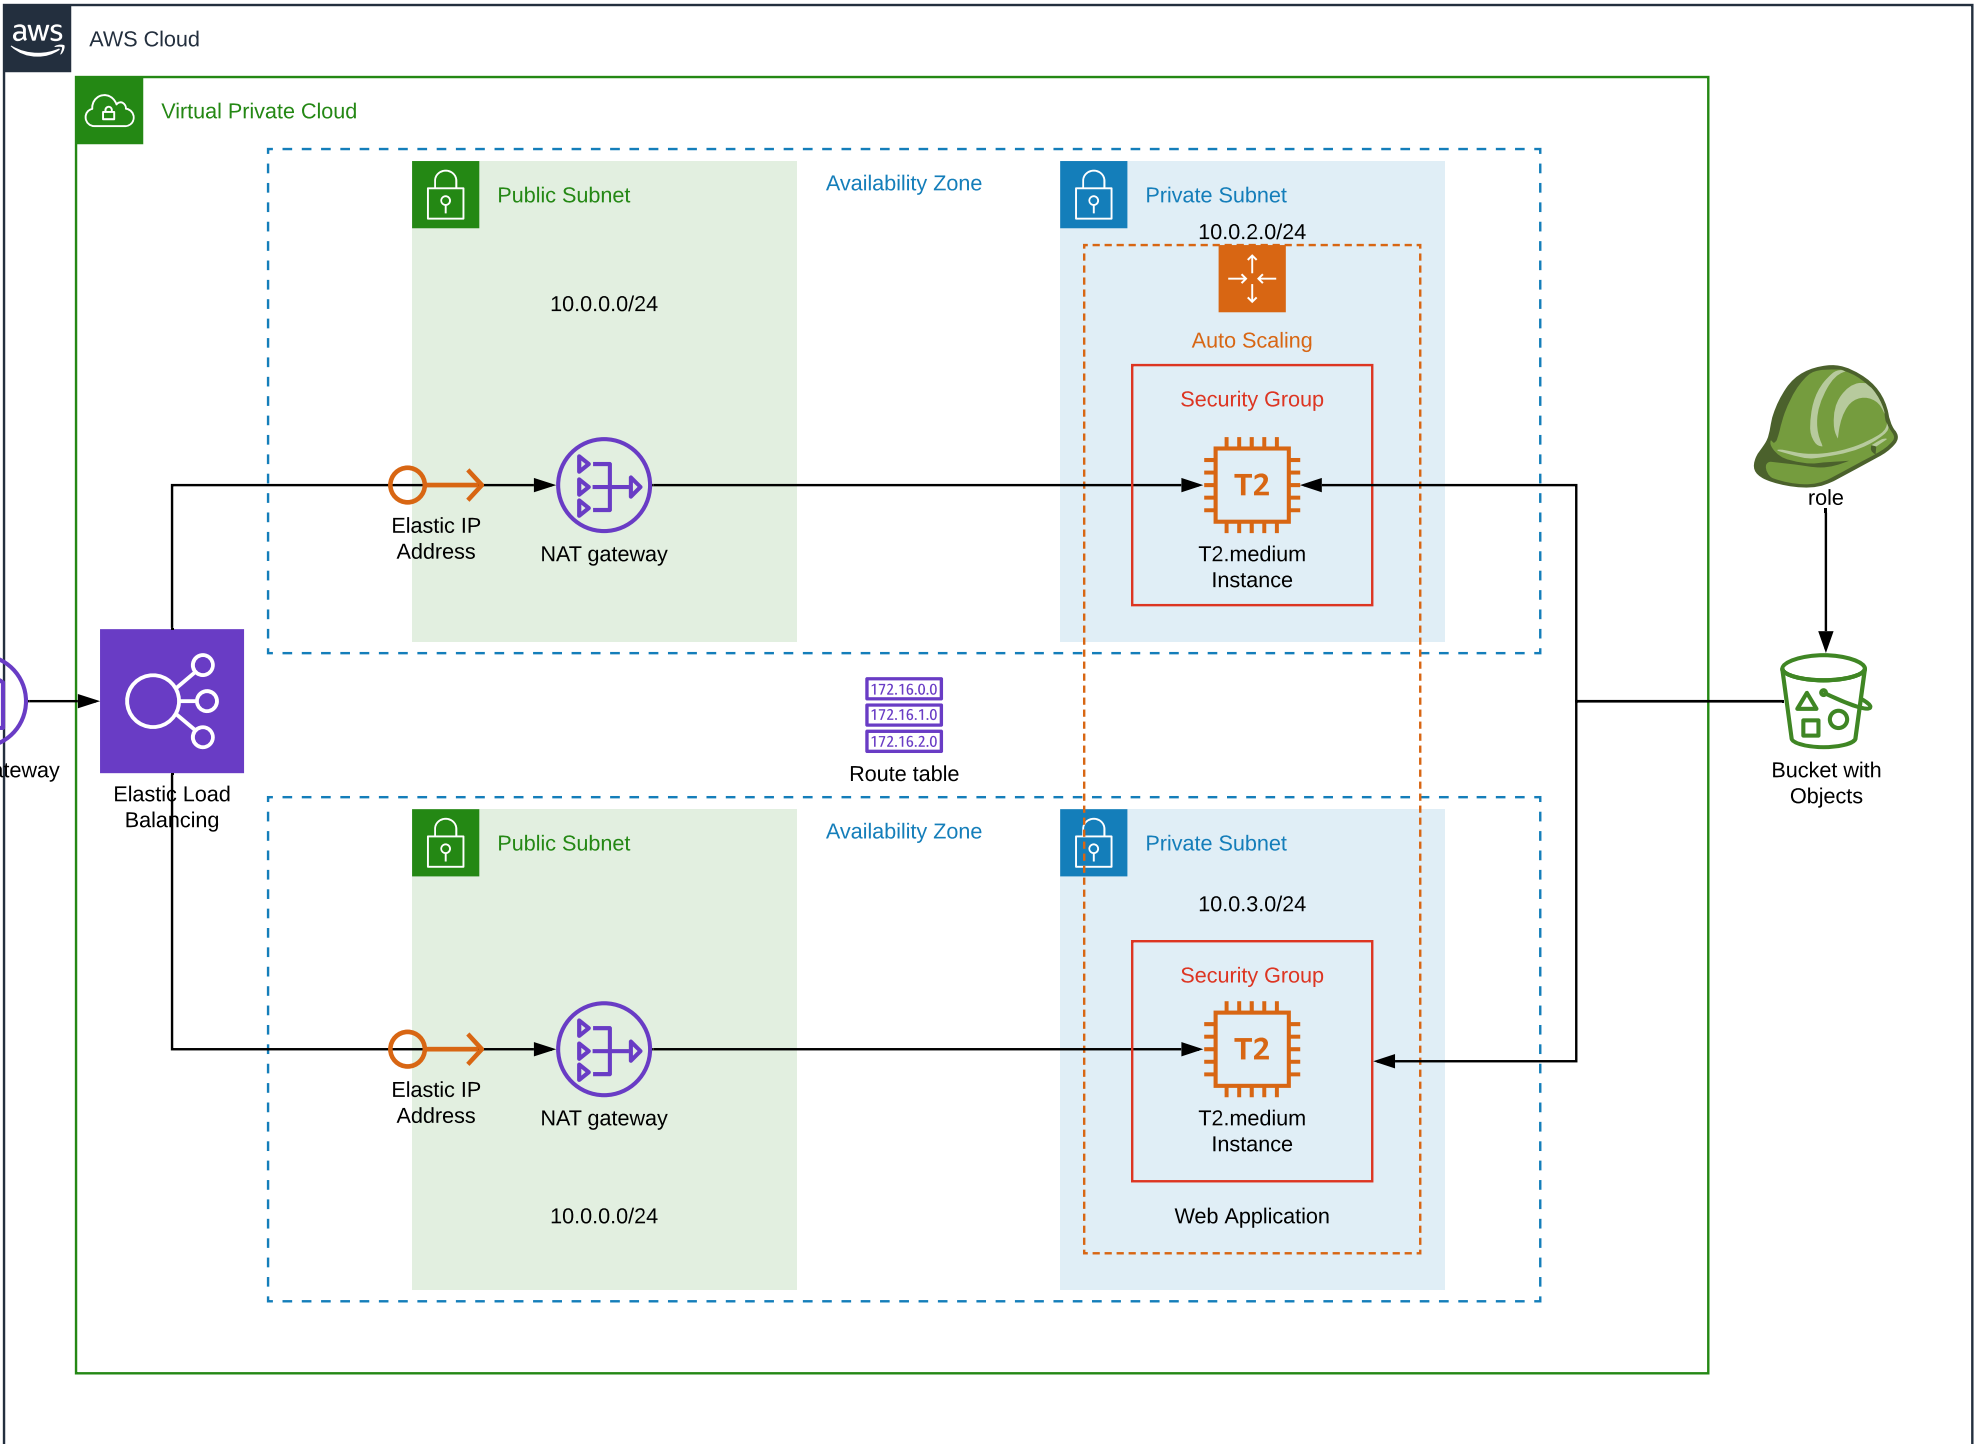 aws
AWS Cloud
Virtual Private Cloud
Public Subnet
Availability Zone
Private Subnet
10.0.2.0/24
10.0.0.0/24
Auto Scaling
Security Group
T2
Elastic IP
Address
NAT gateway
T2.medium
Instance
role
172.16.0.0
172.16.1.0
172.16.2.0
Route table
ateway
Elastic Load
Balancing
Bucket with
Objects
Public Subnet
Availability Zone
Private Subnet
10.0.3.0/24
Security Group
T2
Elastic IP
Address
NAT gateway
T2.medium
Instance
10.0.0.0/24
Web Application